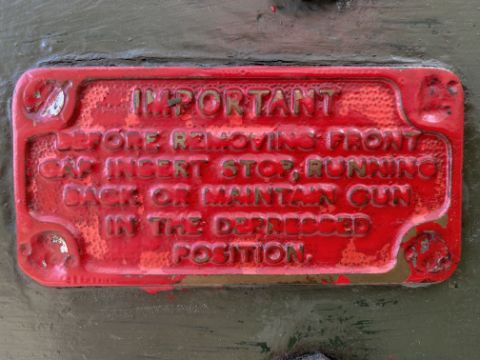 IMPORTANT
BEFORE REMOVING FRONT
CAP INSERT STOP, RUNNING
BACK OR MAINTAIN GUN
IN THE DEPRESSED
POSITION.